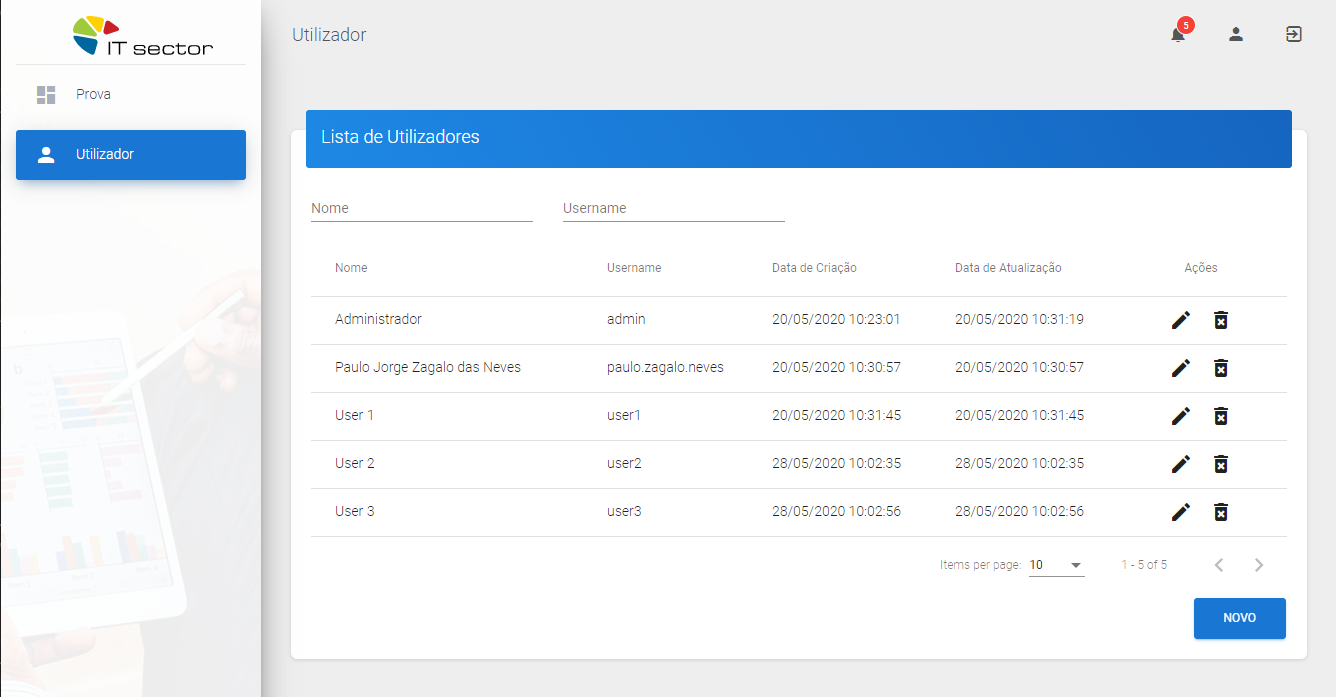 IT sector
Utilizador
5
Prova
Utilizador
Lista de Utilizadores
Nome Username
Nome Username Data de Criação Data de Atualização Ações
Administrador admin 20/05/2020 10:23:01 20/05/2020 10:31:19
Paulo Jorge Zagalo das Neves paulo.zagalo.neves 20/05/2020 10:30:57 20/05/2020 10:30:57
User 1 user1 20/05/2020 10:31:45 20/05/2020 10:31:45
User 2 user2 28/05/2020 10:02:35 28/05/2020 10:02:35
User 3 user3 28/05/2020 10:02:56 28/05/2020 10:02:56
Items per page: 10 1 - 5 of 5
NOVO